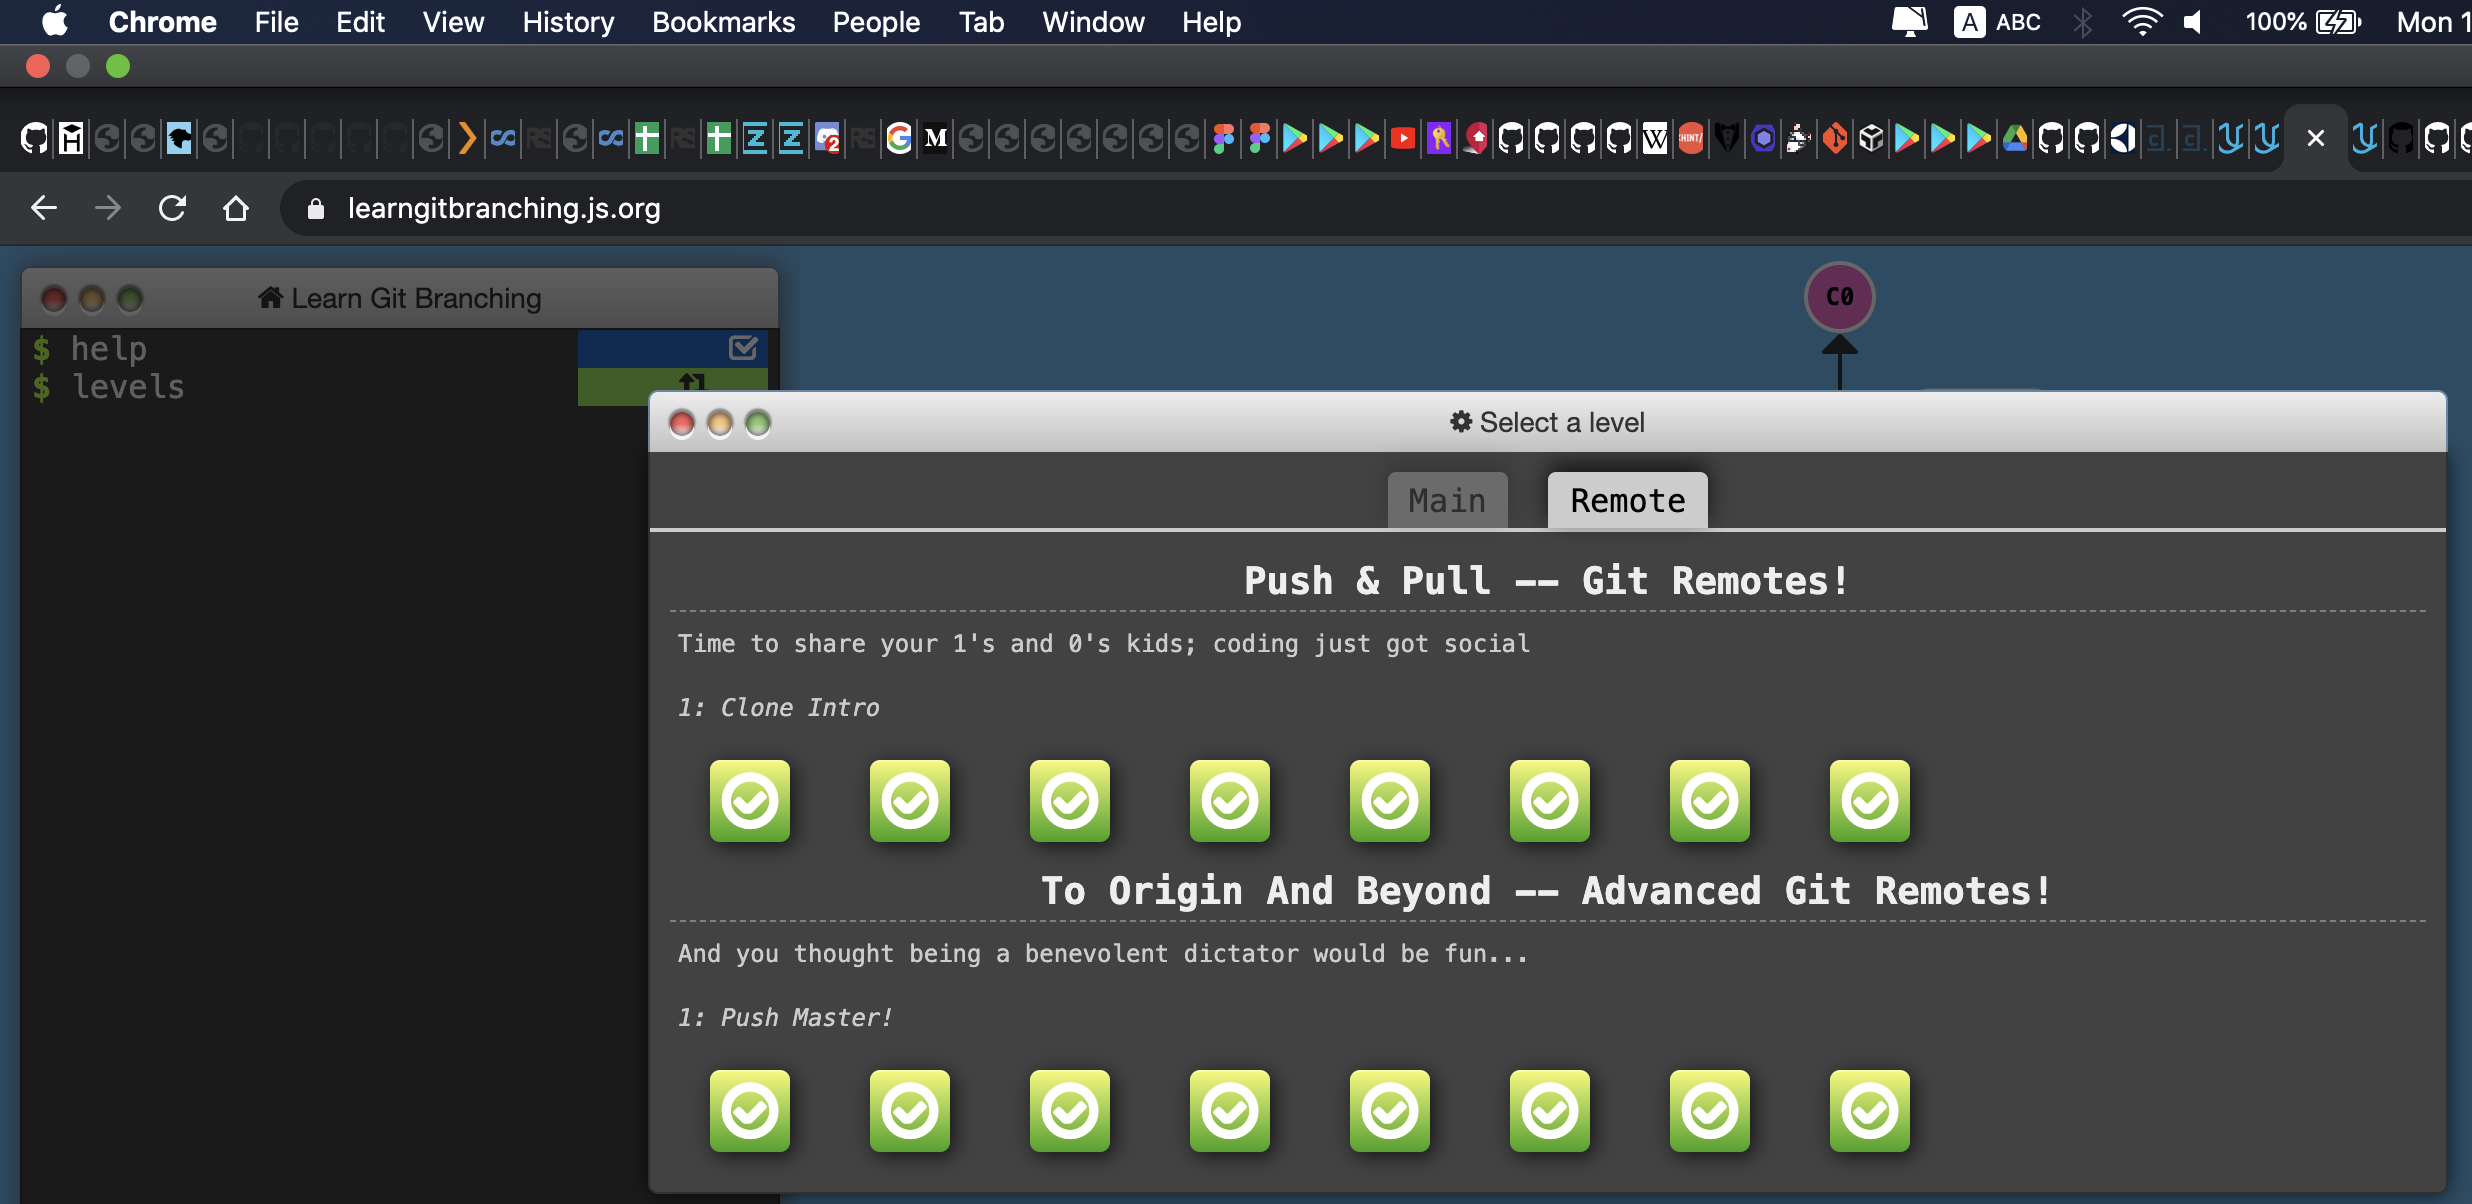 Chrome File Edit View History Bookmarks People Tab Window Help A ABC 100% Mon 1
learngitbranching.js.org
Learn Git Branching
C0
$ help
$ levels
Select a level
Main Remote
Push & Pull -- Git Remotes!
Time to share your 1's and 0's kids; coding just got social
1: Clone Intro
To Origin And Beyond -- Advanced Git Remotes!
And you thought being a benevolent dictator would be fun...
1: Push Master!